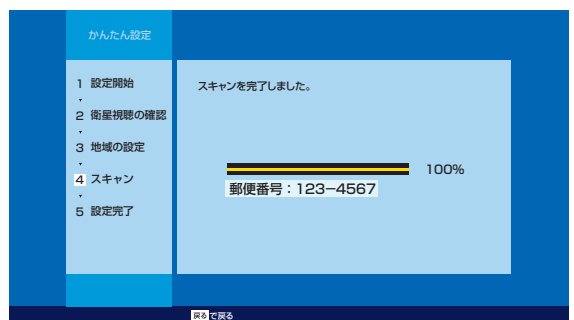 かんたん設定
1 設定開始
・
2 衛星視聴の確認
・
3 地域の設定
・
4 スキャン
・
5 設定完了
スキャンを完了しました。
100%
郵便番号：123−4567
戻る で戻る